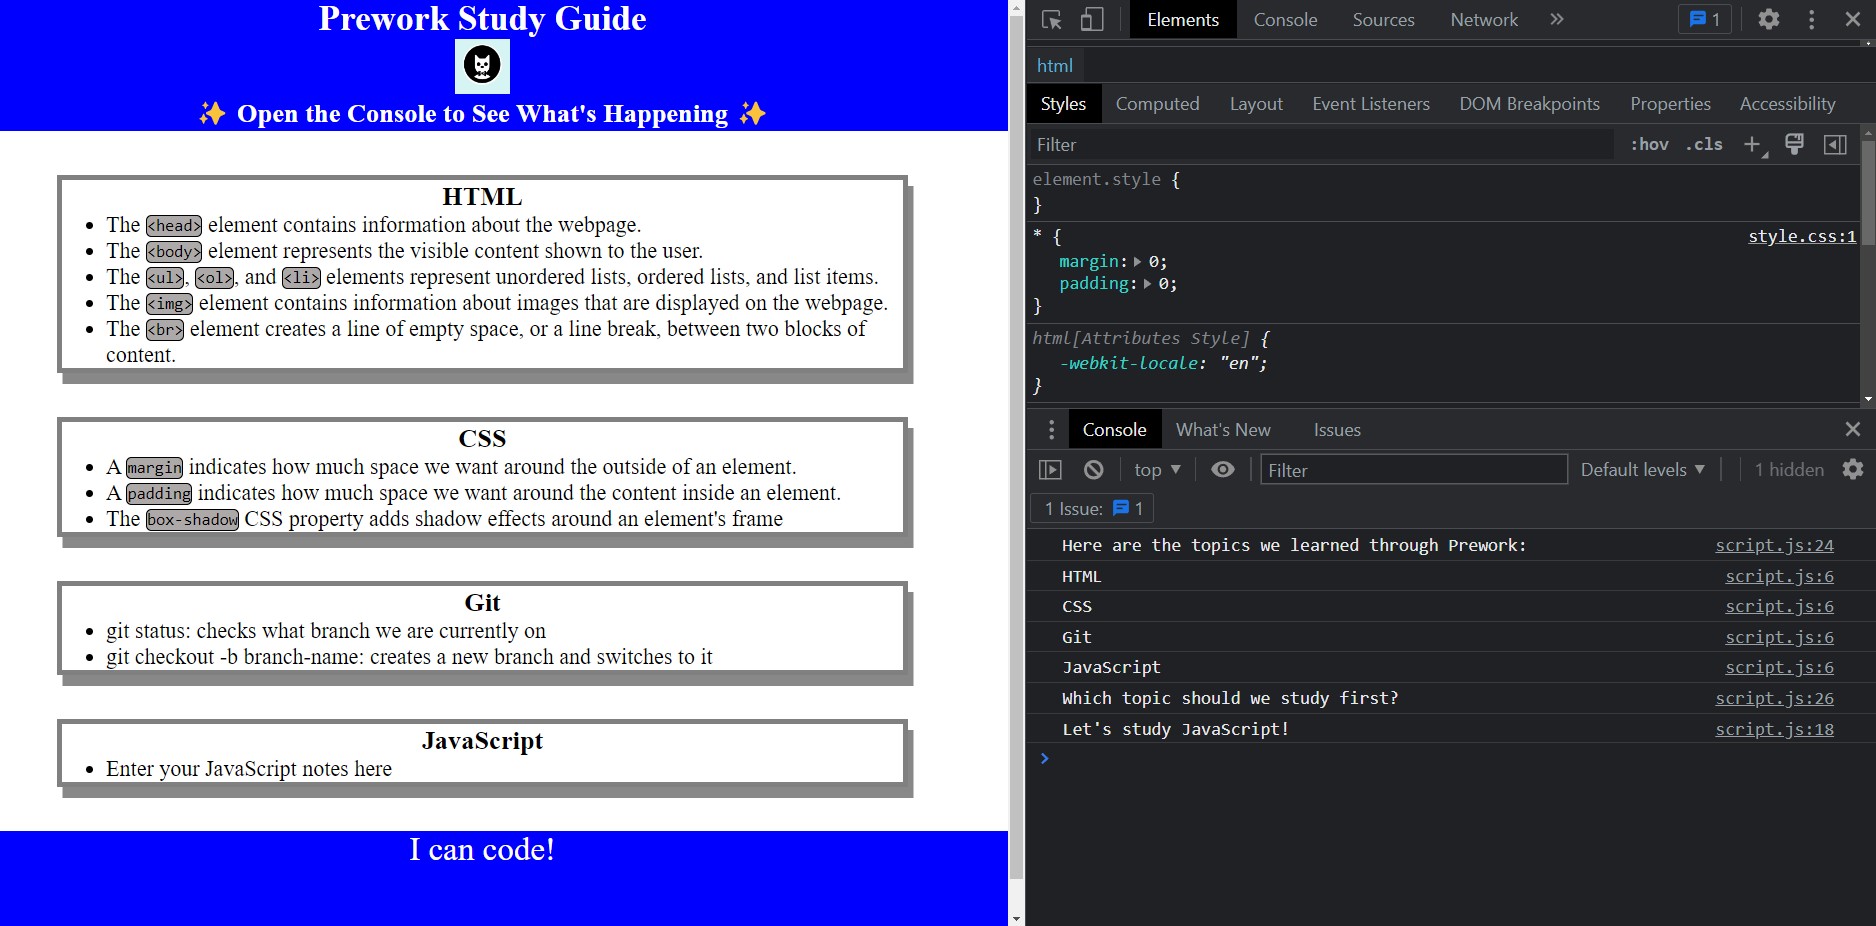 Prework Study Guide
✨ Open the Console to See What's Happening ✨
HTML
• The <head> element contains information about the webpage.
• The <body> element represents the visible content shown to the user.
• The <ul>, <ol>, and <li> elements represent unordered lists, ordered lists, and list items.
• The <img> element contains information about images that are displayed on the webpage.
• The <br> element creates a line of empty space, or a line break, between two blocks of
content.
CSS
• A margin indicates how much space we want around the outside of an element.
• A padding indicates how much space we want around the content inside an element.
• The box-shadow CSS property adds shadow effects around an element's frame
Git
• git status: checks what branch we are currently on
• git checkout -b branch-name: creates a new branch and switches to it
JavaScript
• Enter your JavaScript notes here
I can code!
Elements Console Sources Network » 1
html
Styles Computed Layout Event Listeners DOM Breakpoints Properties Accessibility
Filter :hov .cls
element.style {
}
* { style.css:1
margin: 0;
padding: 0;
}
html[Attributes Style] {
-webkit-locale: "en";
}
Console What's New Issues
top Filter Default levels 1 hidden
1 Issue: 1
Here are the topics we learned through Prework: script.js:24
HTML script.js:6
CSS script.js:6
Git script.js:6
JavaScript script.js:6
Which topic should we study first? script.js:26
Let's study JavaScript! script.js:18